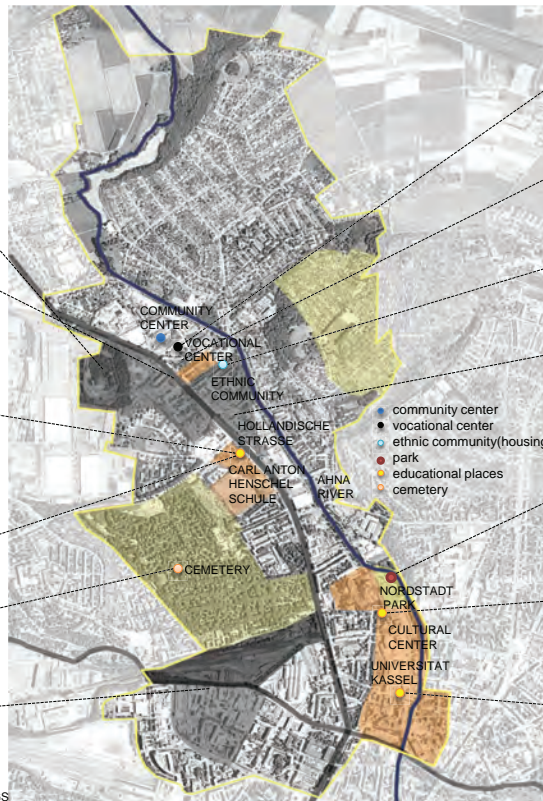 COMMUNITY
CENTER
VOCATIONAL
CENTER
ETHNIC
COMMUNITY
HOLLANDISCHE
STRASSE
CARL ANTON
HENSCHEL
SCHULE
AHNA
RIVER
community center
vocational center
ethnic community(housing
park
educational places
cemetery
CEMETERY
NORDSTADT
PARK
CULTURAL
CENTER
UNIVERSITAT
KASSEL